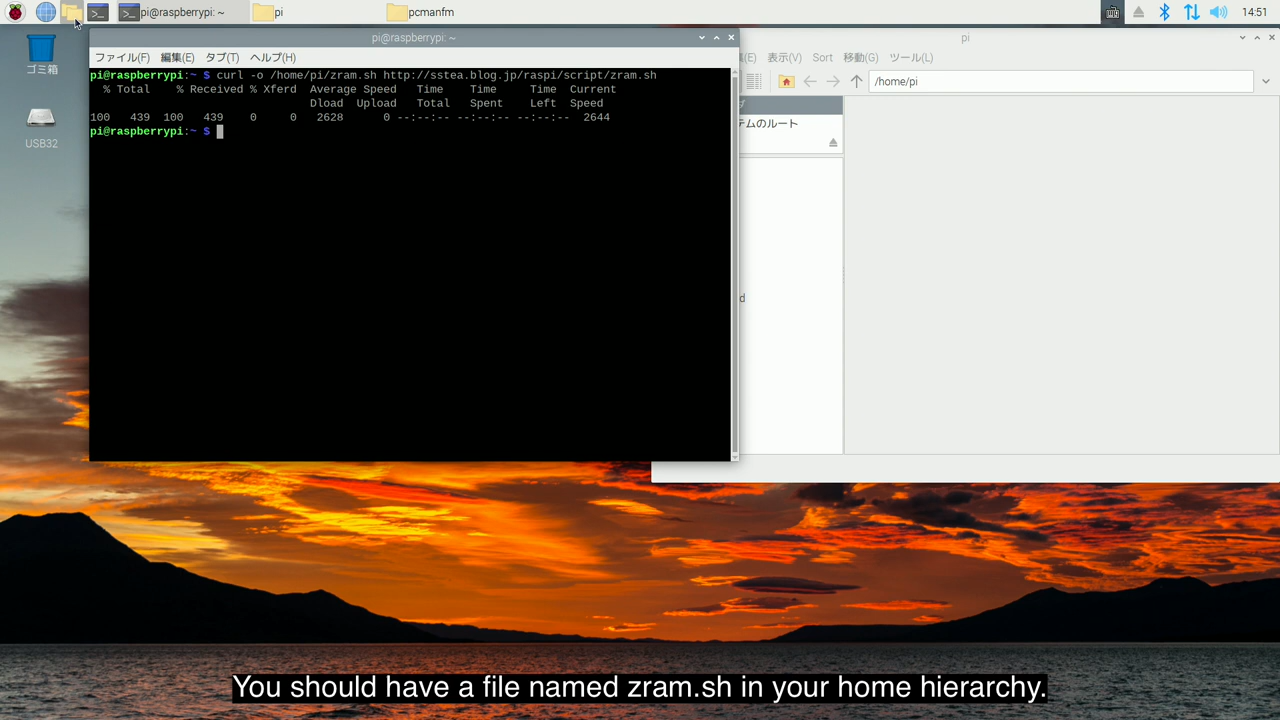 pi@raspberrypi: ~
pi
pcmanfm
14:51
ゴミ箱
USB32
pi@raspberrypi: ~
ファイル(F) 編集(E) タブ(T) ヘルプ(H)
pi@raspberrypi:~ $ curl -o /home/pi/zram.sh http://sstea.blog.jp/raspi/script/zram.sh
% Total % Received % Xferd Average Speed Time Time Time Current
Dload Upload Total Spent Left Speed
100 439 100 439 0 0 2628 0 --:--:-- --:--:-- --:--:-- 2644
pi@raspberrypi:~ $
pi
(E) 表示(V) Sort 移動(G) ツール(L)
/home/pi
テムのルート
d
You should have a file named zram.sh in your home hierarchy.